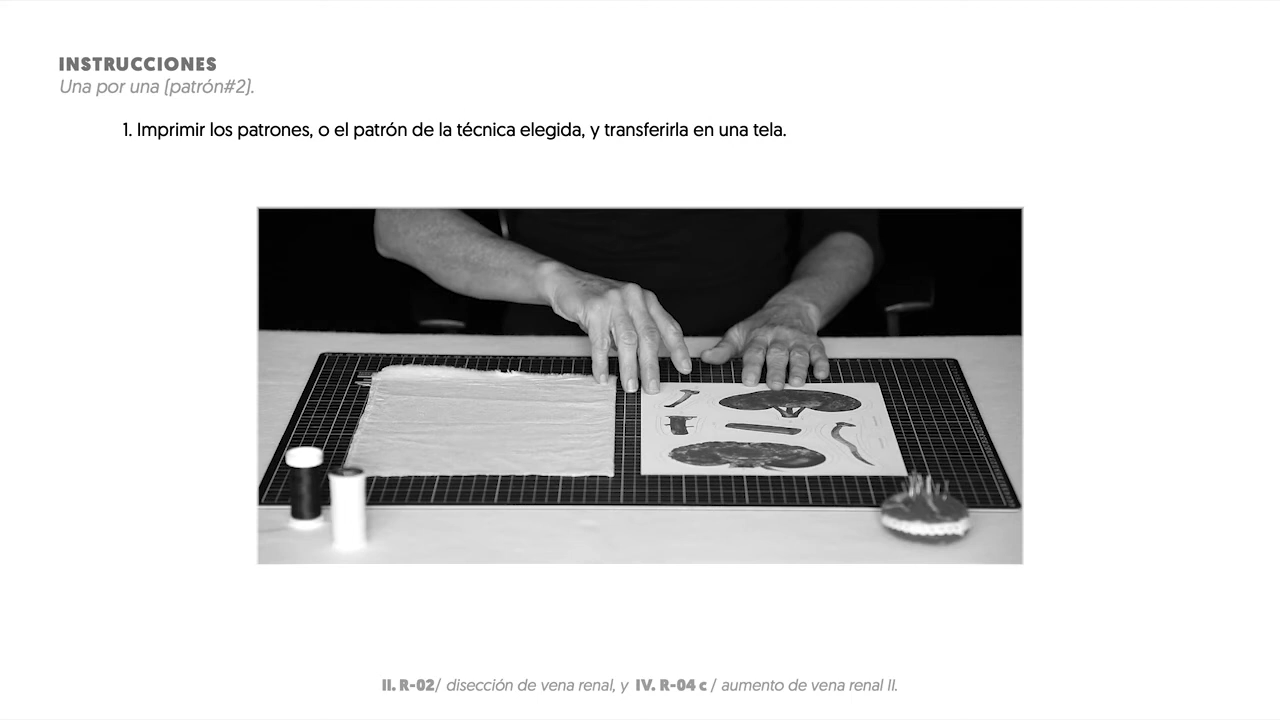 INSTRUCCIONES
Una por una (patrón#2).
1. Imprimir los patrones, o el patrón de la técnica elegida, y transferirla en una tela.
II. R-02/ disección de vena renal, y IV. R-04 c / aumento de vena renal II.